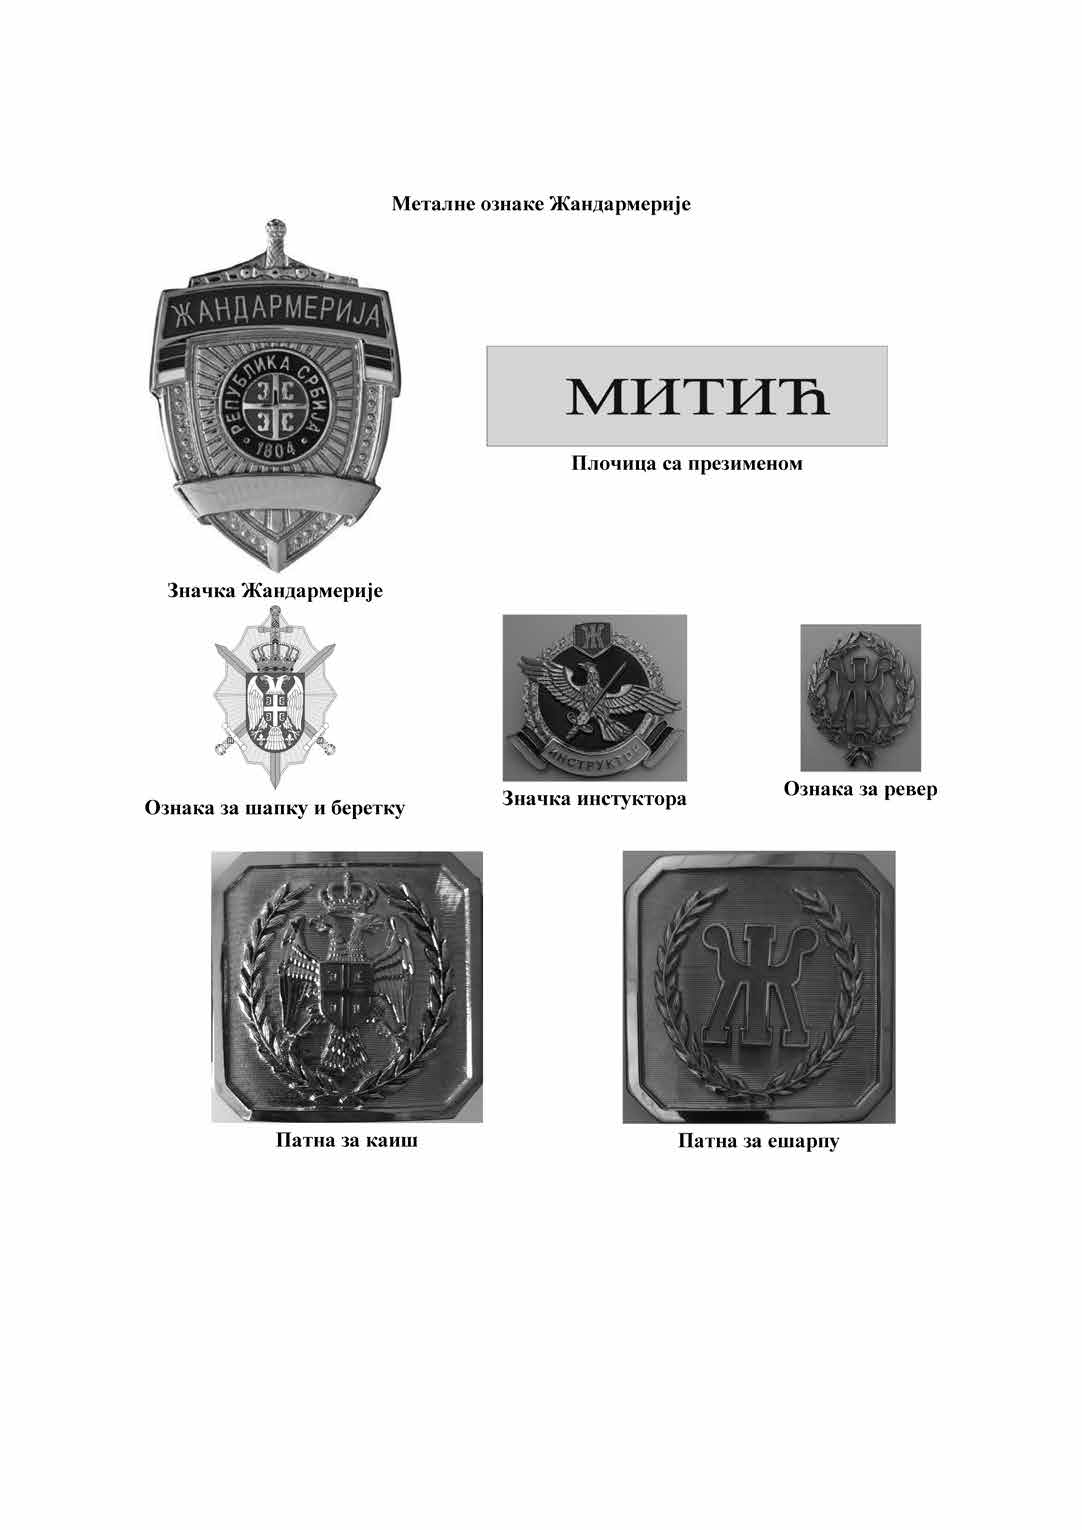 Металне ознаке Жандармерије
ЖАНДАРМЕРИЈА
РЕПУБЛИКА СРБИЈА
• 1804 •
МИТИЋ
Плочица са презименом
Значка Жандармерије
Ж
ИНСТРУКТОР
Ж
Ознака за шапку и беретку
Значка инстуктора
Ознака за ревер
Ж
Патна за каиш
Патна за ешарпу